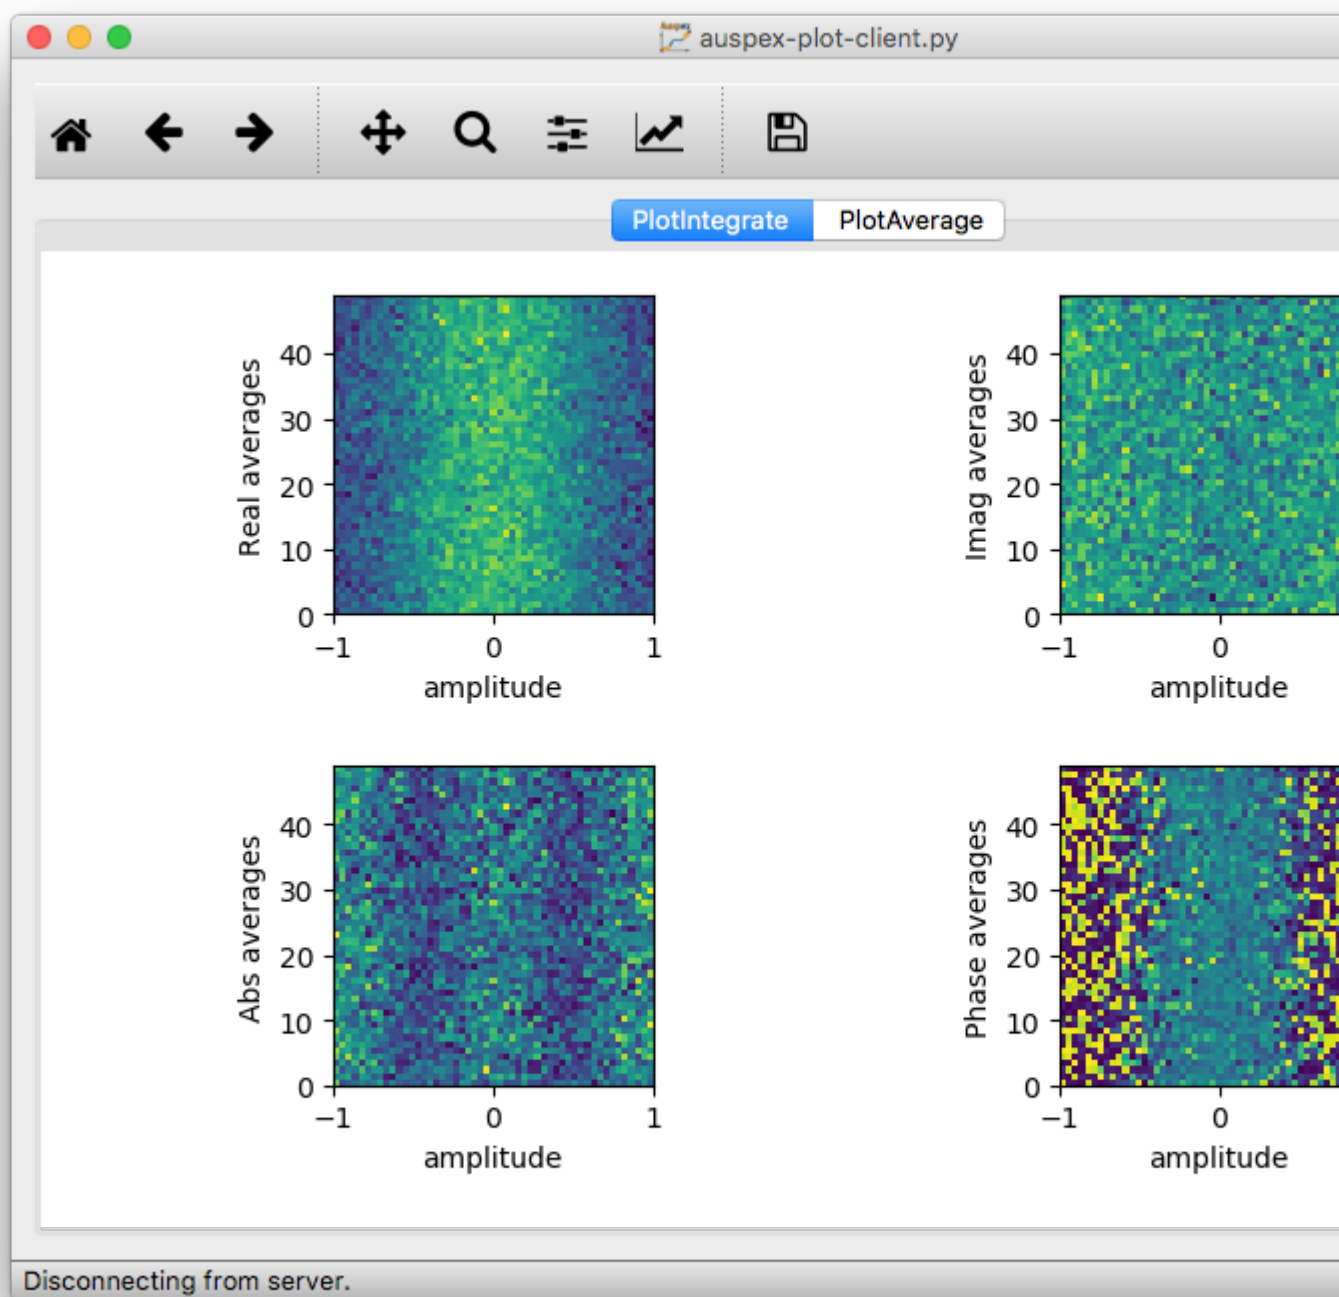 auspex-plot-client.py
PlotIntegrate PlotAverage
Real averages
40
30
20
10
0
−1 0 1
amplitude
Imag averages
40
30
20
10
0
−1 0
amplitude
Abs averages
40
30
20
10
0
−1 0 1
amplitude
Phase averages
40
30
20
10
0
−1 0
amplitude
Disconnecting from server.